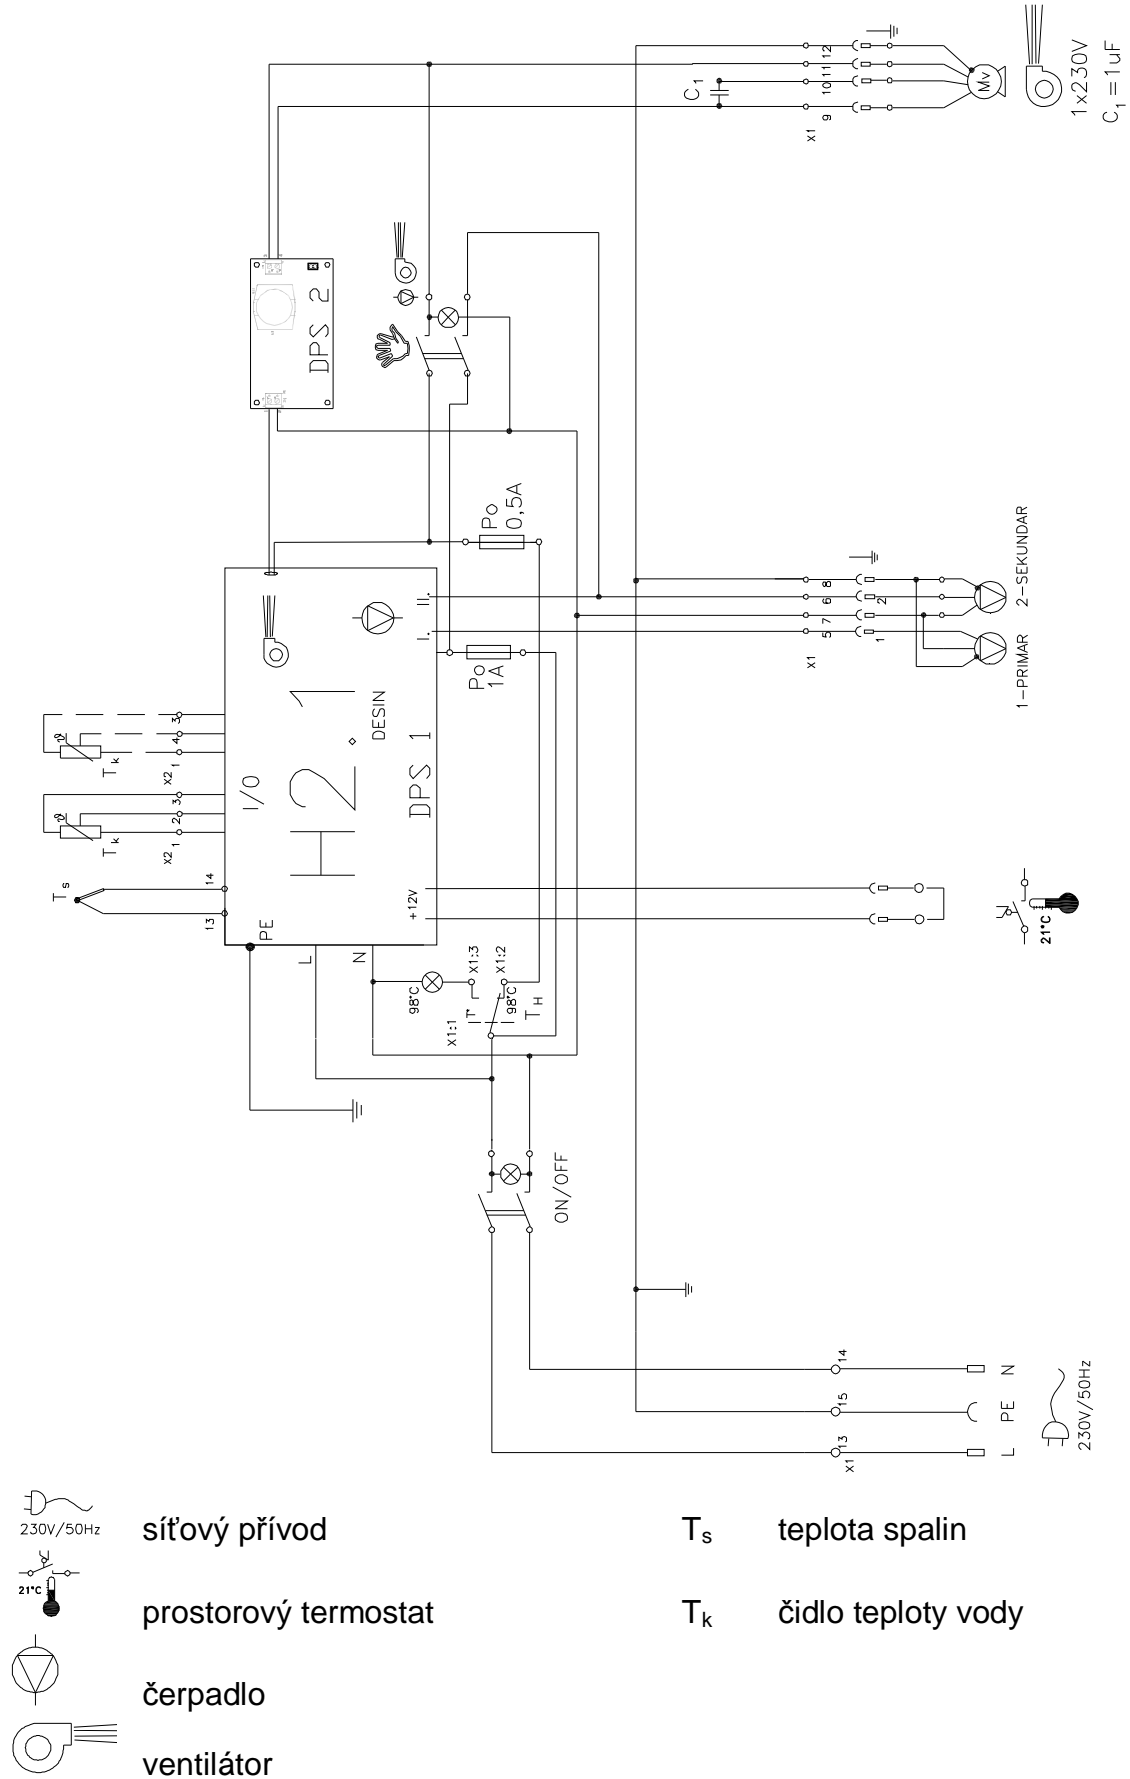 1x230V
C1=1uF
Mv
C1
12
11
10
9
X1
DPS 2
Po
0,5A
Po
1A
2-SEKUNDAR
1-PRIMAR
8
6
7
5
2
1
X1
I.
II.
H2.1
DESIN
DPS 1
I/O
Tk
X2
1
4
3
Tk
X2
1
2
3
Ts
14
13
PE
L
N
+12V
98°C
X1:3
X1:2
X1:1
98°C
TH
21°C
ON/OFF
14
15
13
X1
N
PE
L
230V/50Hz
230V/50Hz síťový přívod Ts teplota spalin
21°C prostorový termostat Tk čidlo teploty vody
čerpadlo
ventilátor